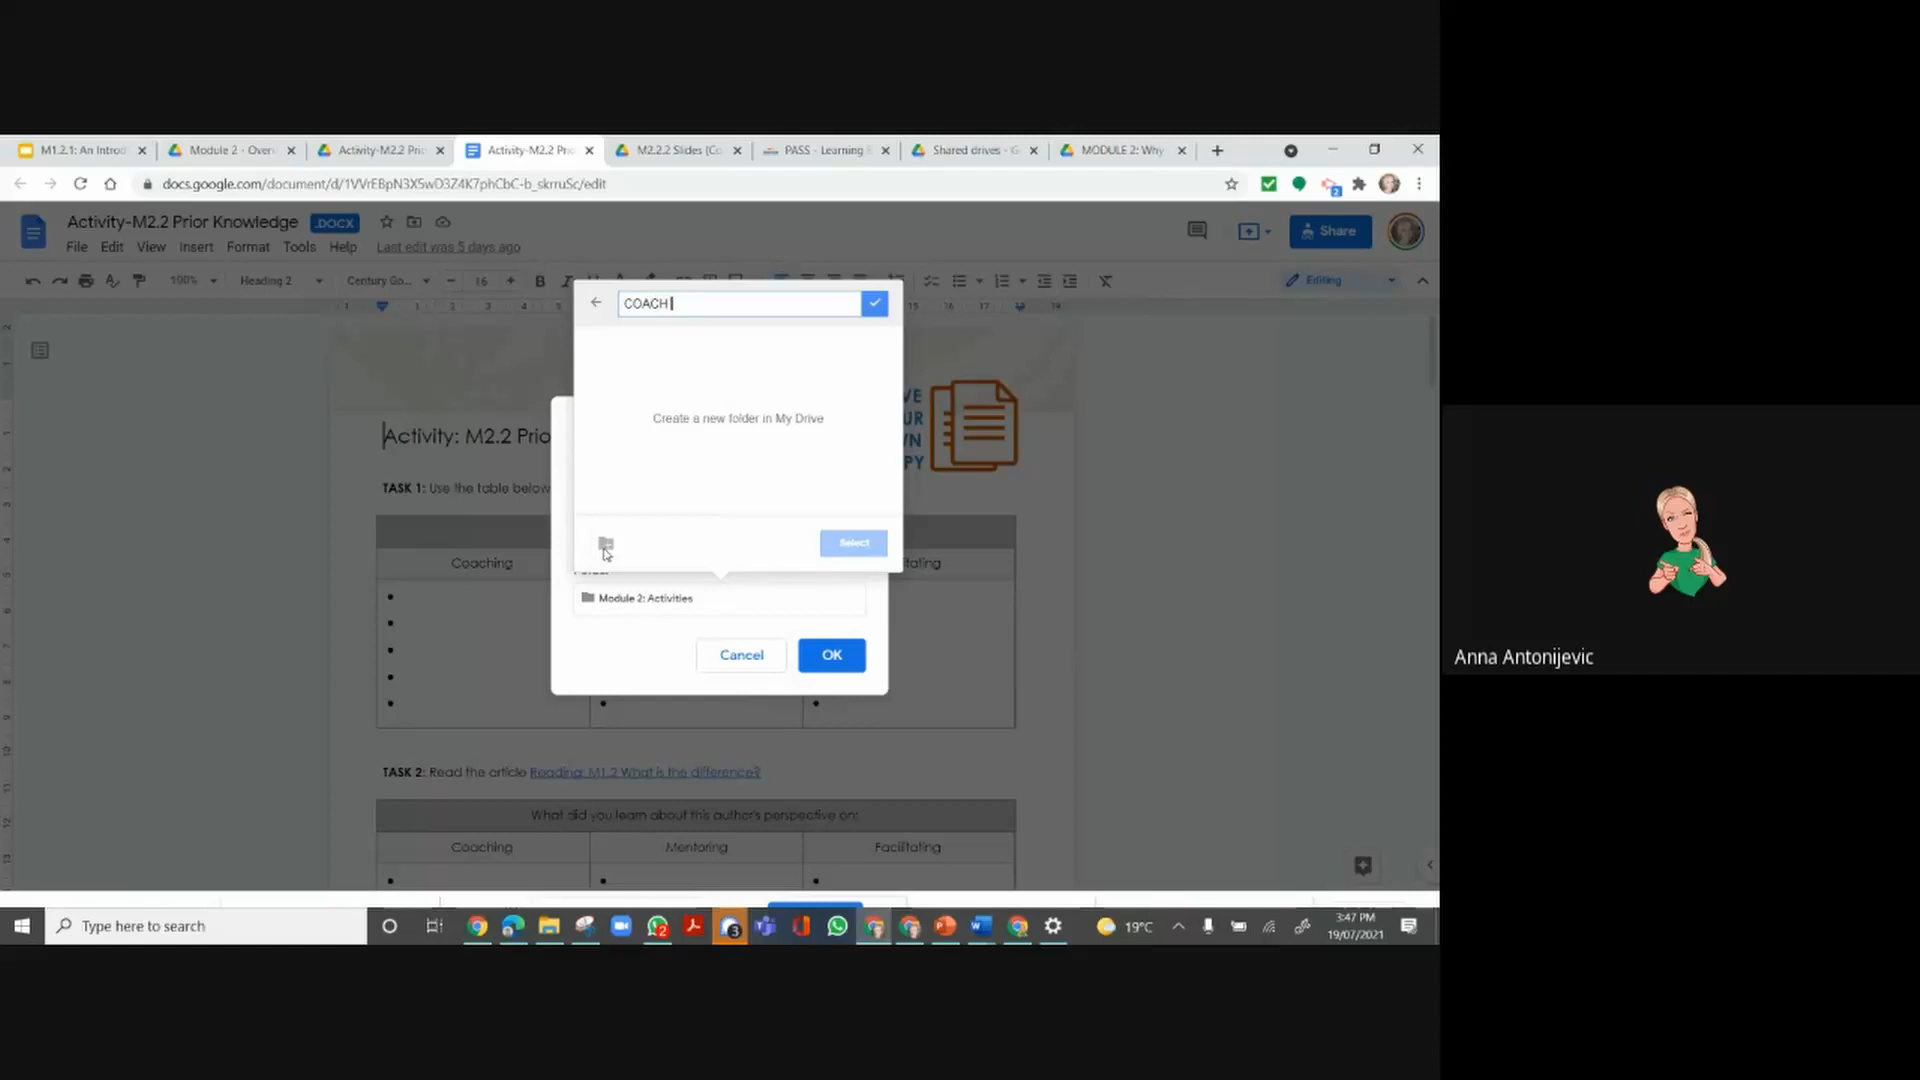 M1.2.1: An Introd
Module 2 - Over
Activity-M2.2 Pri
Activity-M2.2 Pri
M2.2.2 Slides (Co
PASS - Learning
Shared drives - G
MODULE 2: Why
docs.google.com/document/d/1VVrEBpN3X5wD3Z4K7phCbC-b_skrruSc/edit
Activity-M2.2 Prior Knowledge .DOCX
Share
File Edit View Insert Format Tools Help Last edit was 5 days ago
100% Heading 2 Century Go... 16 B Editing
COACH
Create a new folder in My Drive
Select
Module 2: Activities
Cancel
OK
Activity: M2.2 Prio
TASK 1: Use the table below
Coaching
tating
TASK 2: Read the article Reading: M1.2 What is the difference?
What did you learn about this author's perspective on:
Coaching Mentoring Facilitating
Type here to search
2
3
19°C
3:47 PM
19/07/2021
Anna Antonijevic